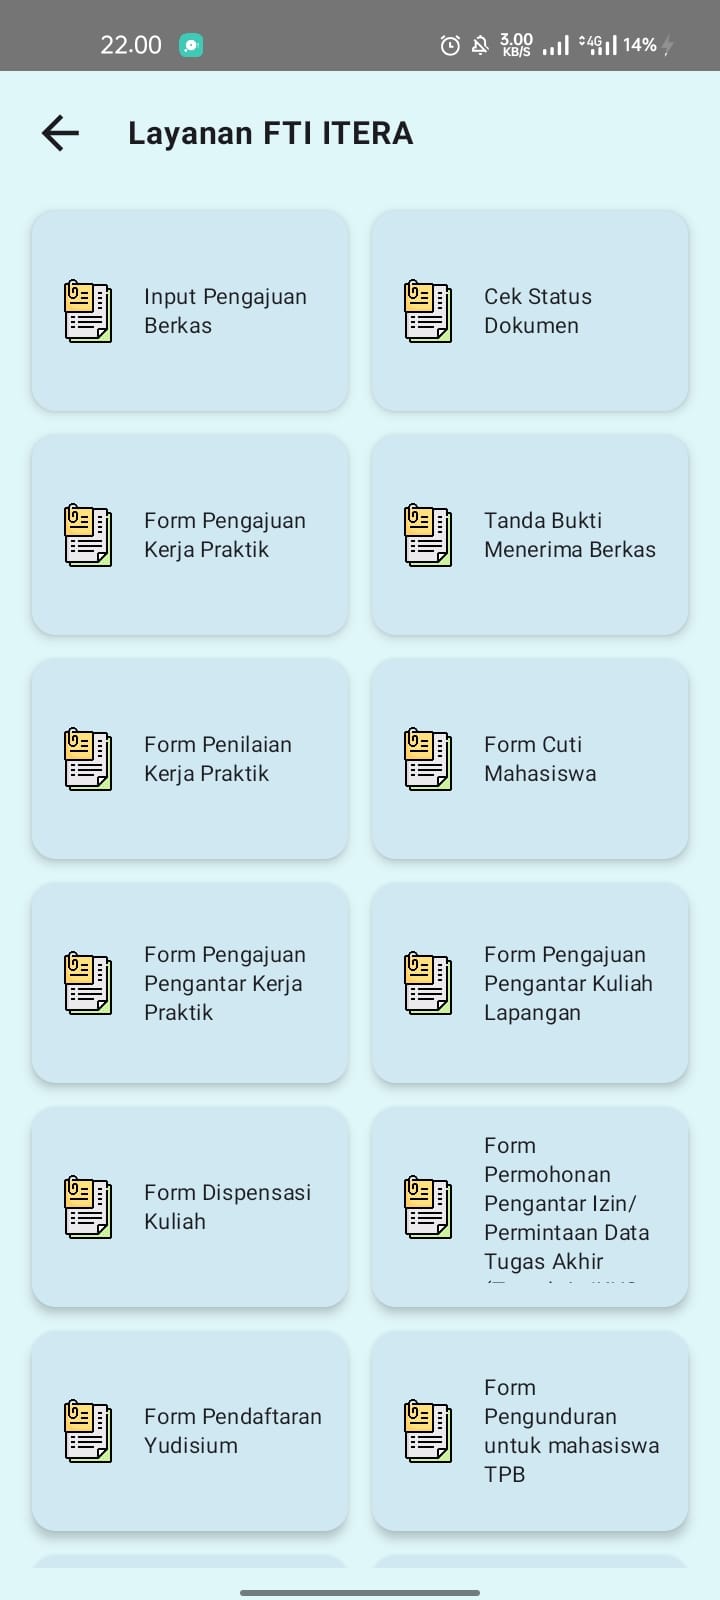 22.00
3.00
KB/S
4G
14%
Layanan FTI ITERA
Input Pengajuan
Berkas
Cek Status
Dokumen
Form Pengajuan
Kerja Praktik
Tanda Bukti
Menerima Berkas
Form Penilaian
Kerja Praktik
Form Cuti
Mahasiswa
Form Pengajuan
Pengantar Kerja
Praktik
Form Pengajuan
Pengantar Kuliah
Lapangan
Form Dispensasi
Kuliah
Form
Permohonan
Pengantar Izin/
Permintaan Data
Tugas Akhir
Form Pendaftaran
Yudisium
Form
Pengunduran
untuk mahasiswa
TPB